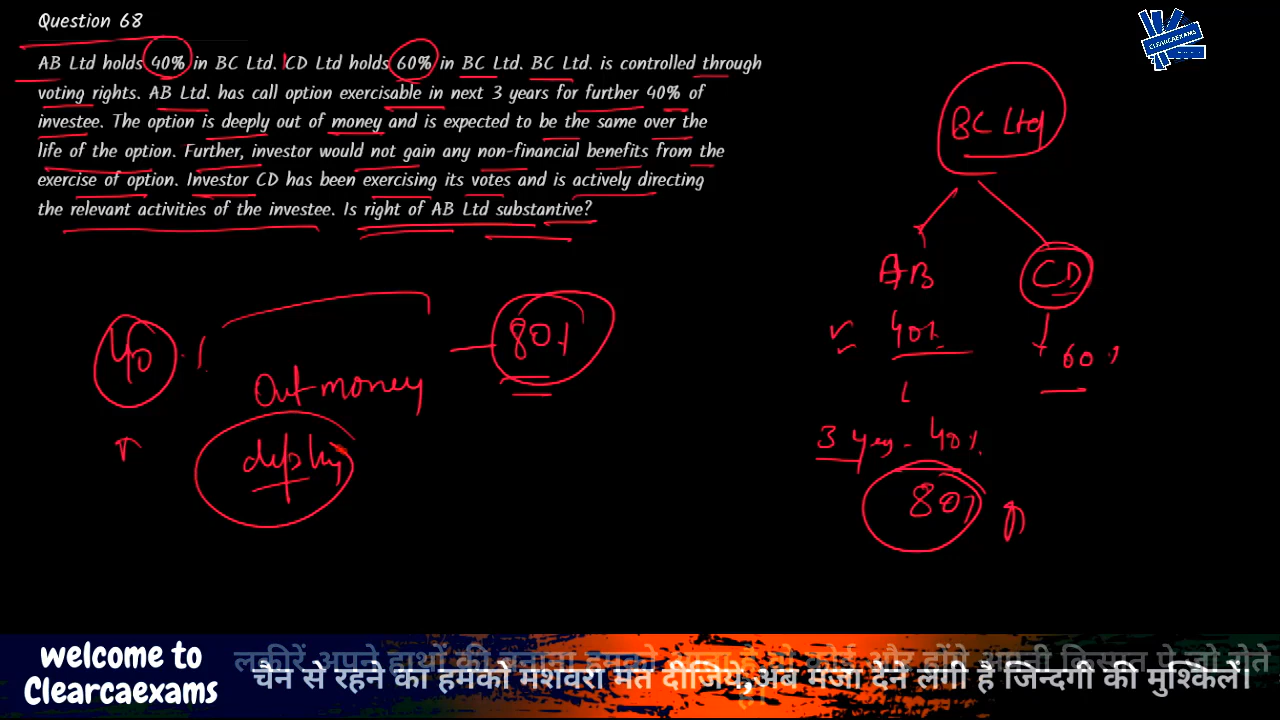 Question 68
CLEARCAEXAMS
AB Ltd holds 40% in BC Ltd. CD Ltd holds 60% in BC Ltd. BC Ltd. is controlled through
voting rights. AB Ltd. has call option exercisable in next 3 years for further 40% of
investee. The option is deeply out of money and is expected to be the same over the
life of the option. Further, investor would not gain any non-financial benefits from the
exercise of option. Investor CD has been exercising its votes and is actively directing
the relevant activities of the investee. Is right of AB Ltd substantive?
BC Ltd
AB CD
40% 60%
40% Out money 80%
3 year - 40%
80%
welcome to
Clearcaexams
चैन से रहने का हमको मशवरा मत दीजिये,अब मजा देने लगी है जिन्दगी की मुश्किलें।